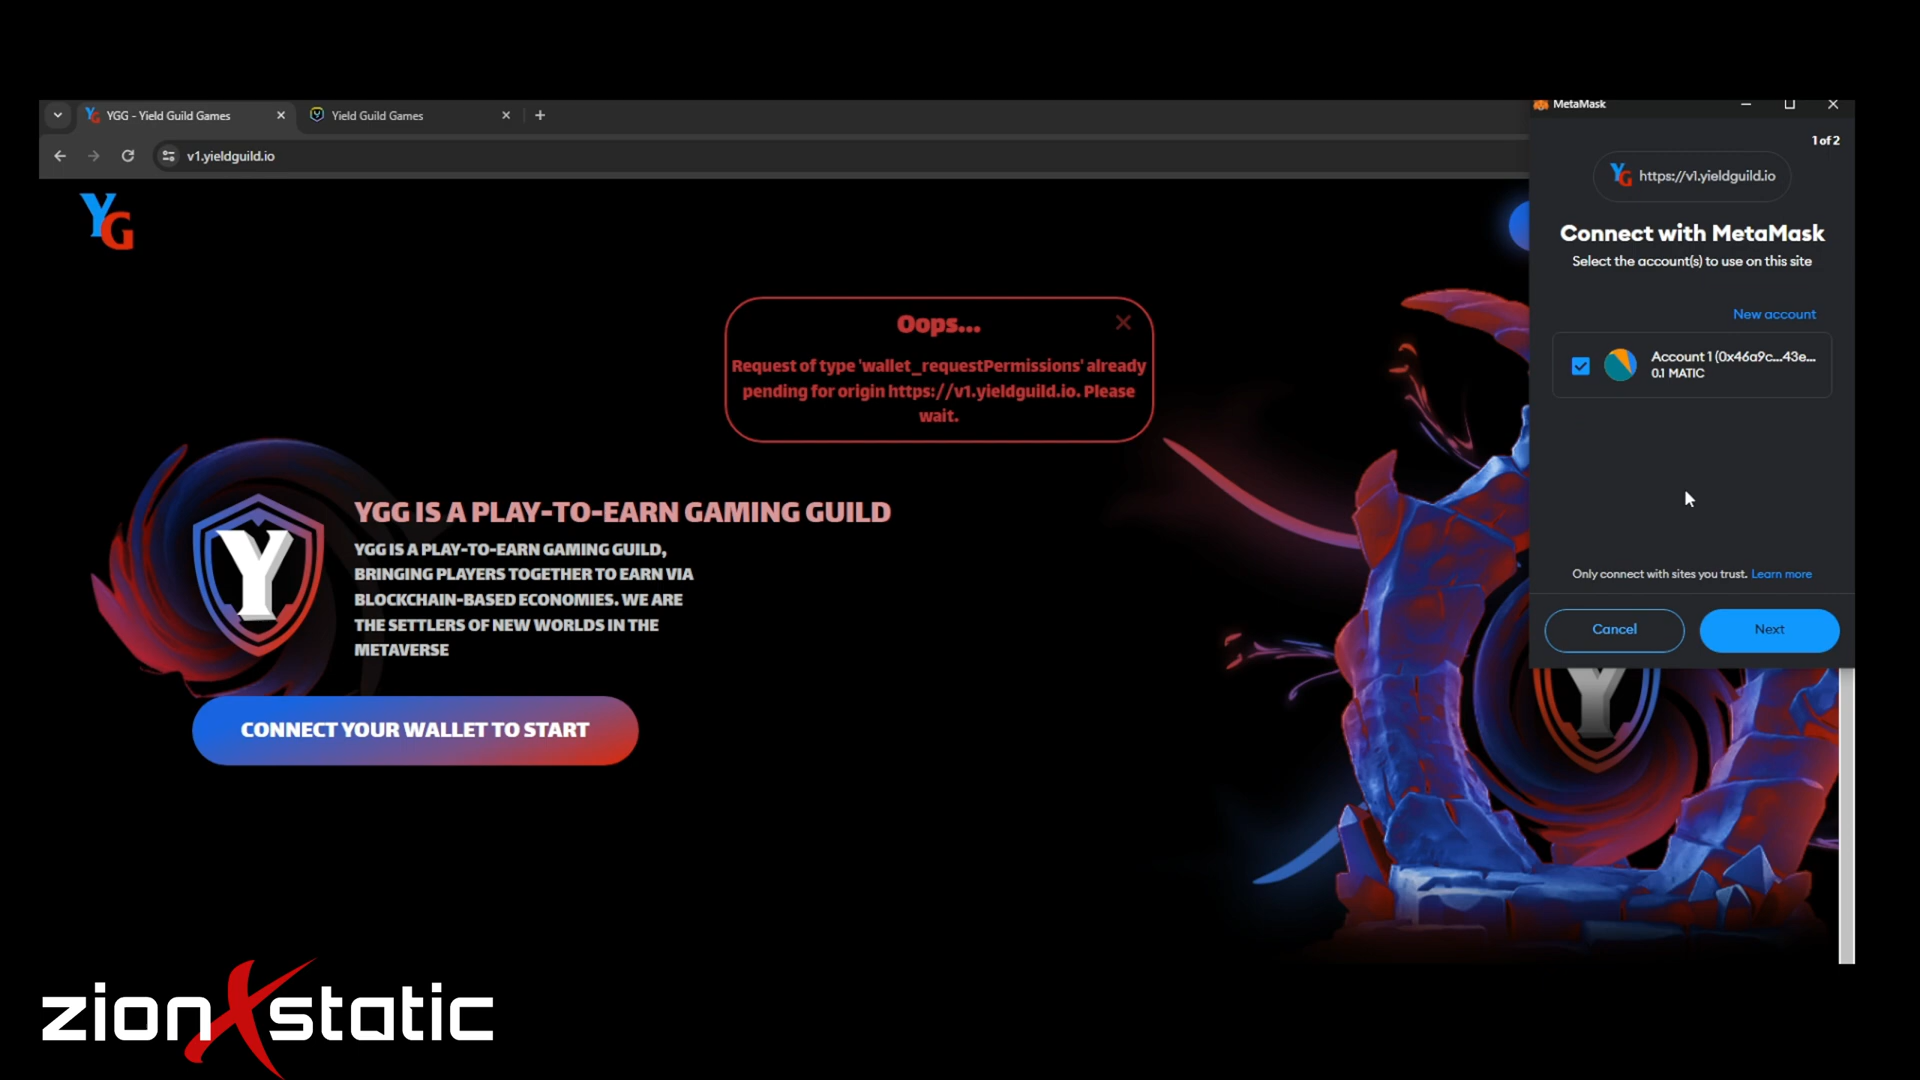 YGG - Yield Guild Games
Yield Guild Games
v1.yieldguild.io
YG
Oops...
Request of type 'wallet_requestPermissions' already
pending for origin https://v1.yieldguild.io. Please
wait.
Y
YGG IS A PLAY-TO-EARN GAMING GUILD
YGG IS A PLAY-TO-EARN GAMING GUILD,
BRINGING PLAYERS TOGETHER TO EARN VIA
BLOCKCHAIN-BASED ECONOMIES. WE ARE
THE SETTLERS OF NEW WORLDS IN THE
METAVERSE
CONNECT YOUR WALLET TO START
MetaMask
1 of 2
YG https://v1.yieldguild.io
Connect with MetaMask
Select the account(s) to use on this site
New account
Account 1 (0x46a9c...43e...
0.1 MATIC
Only connect with sites you trust. Learn more
Cancel
Next
Y
zionXstatic